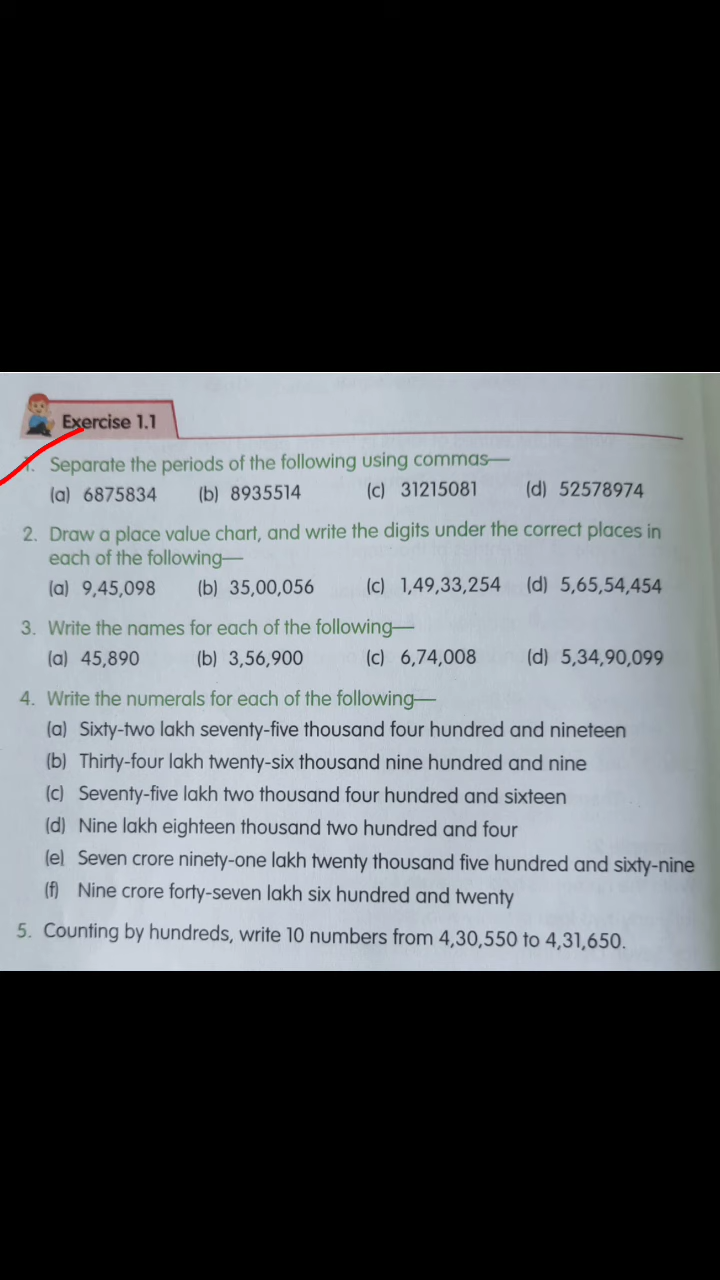 Exercise 1.1
1. Separate the periods of the following using commas—
(a) 6875834 (b) 8935514 (c) 31215081 (d) 52578974
2. Draw a place value chart, and write the digits under the correct places in
each of the following—
(a) 9,45,098 (b) 35,00,056 (c) 1,49,33,254 (d) 5,65,54,454
3. Write the names for each of the following—
(a) 45,890 (b) 3,56,900 (c) 6,74,008 (d) 5,34,90,099
4. Write the numerals for each of the following—
(a) Sixty-two lakh seventy-five thousand four hundred and nineteen
(b) Thirty-four lakh twenty-six thousand nine hundred and nine
(c) Seventy-five lakh two thousand four hundred and sixteen
(d) Nine lakh eighteen thousand two hundred and four
(e) Seven crore ninety-one lakh twenty thousand five hundred and sixty-nine
(f) Nine crore forty-seven lakh six hundred and twenty
5. Counting by hundreds, write 10 numbers from 4,30,550 to 4,31,650.